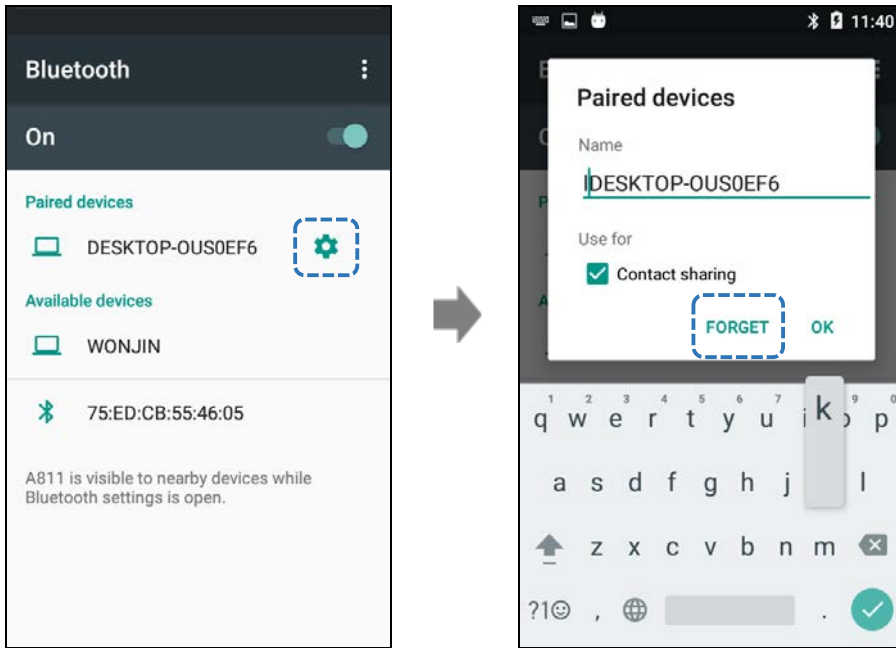 Bluetooth
On
Paired devices
DESKTOP-OUS0EF6
Available devices
WONJIN
75:ED:CB:55:46:05
A811 is visible to nearby devices while
Bluetooth settings is open.
11:40
Paired devices
Name
DESKTOP-OUS0EF6
Use for
Contact sharing
FORGET OK
1 2 3 4 5 6 7 9 0
q w e r t y u i k p
a s d f g h j l
z x c v b n m
?1☺ , .